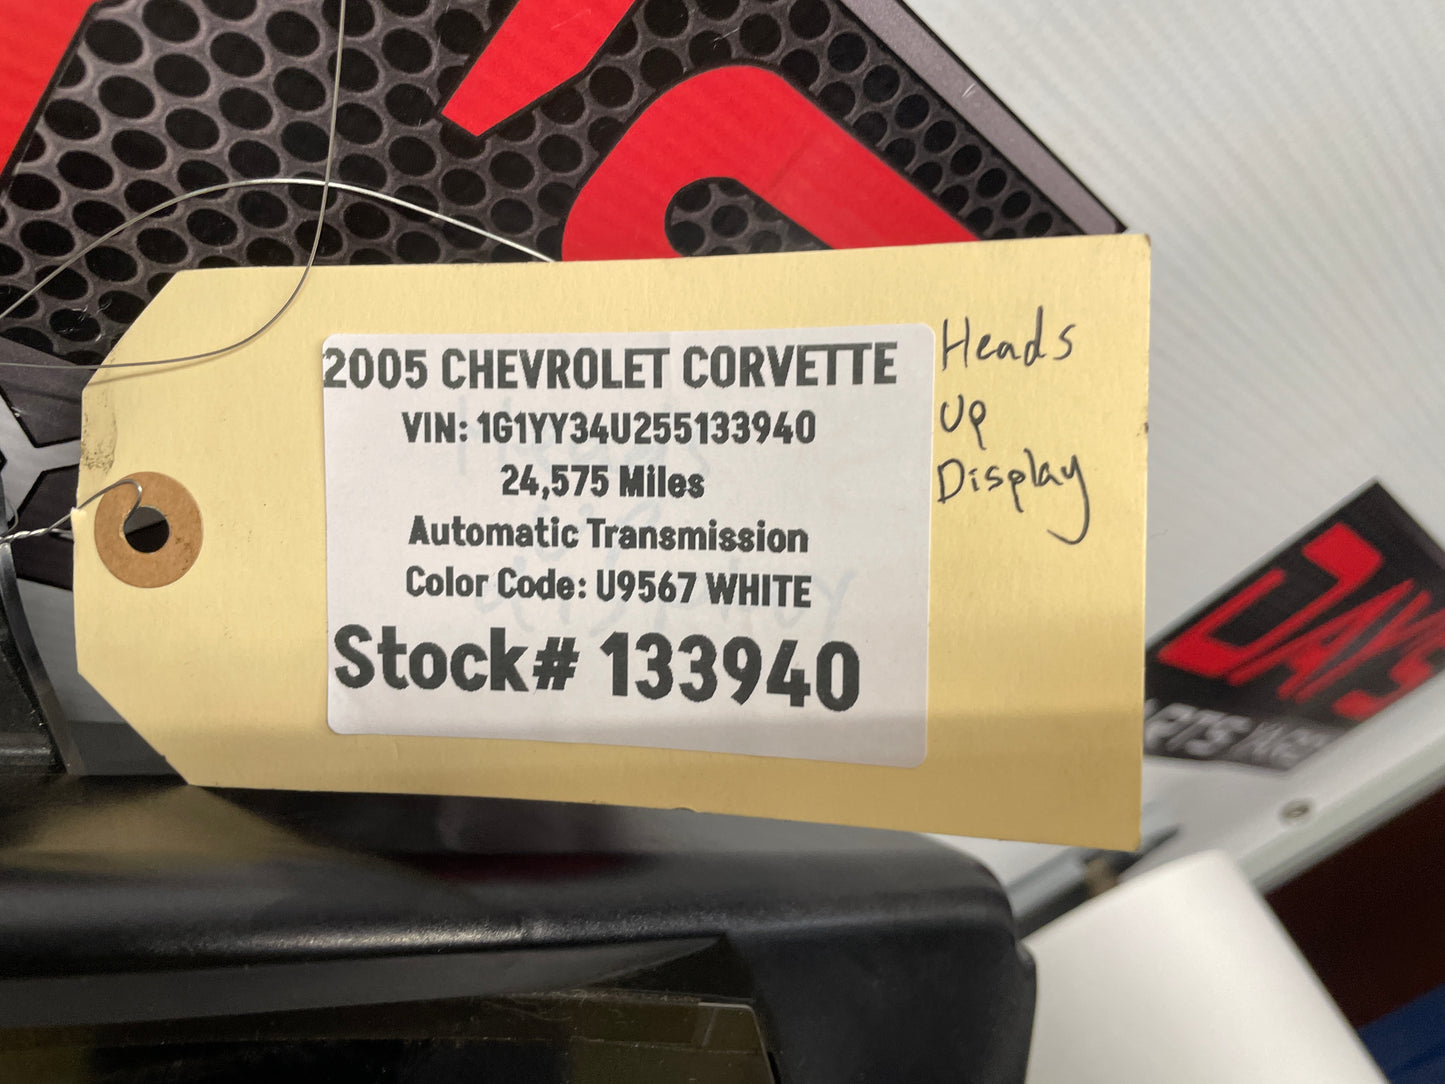 2005 CHEVROLET CORVETTE
VIN: 1G1YY34U255133940
24,575 Miles
Automatic Transmission
Color Code: U9567 WHITE
Stock# 133940
Heads
Up
Display
DAYS